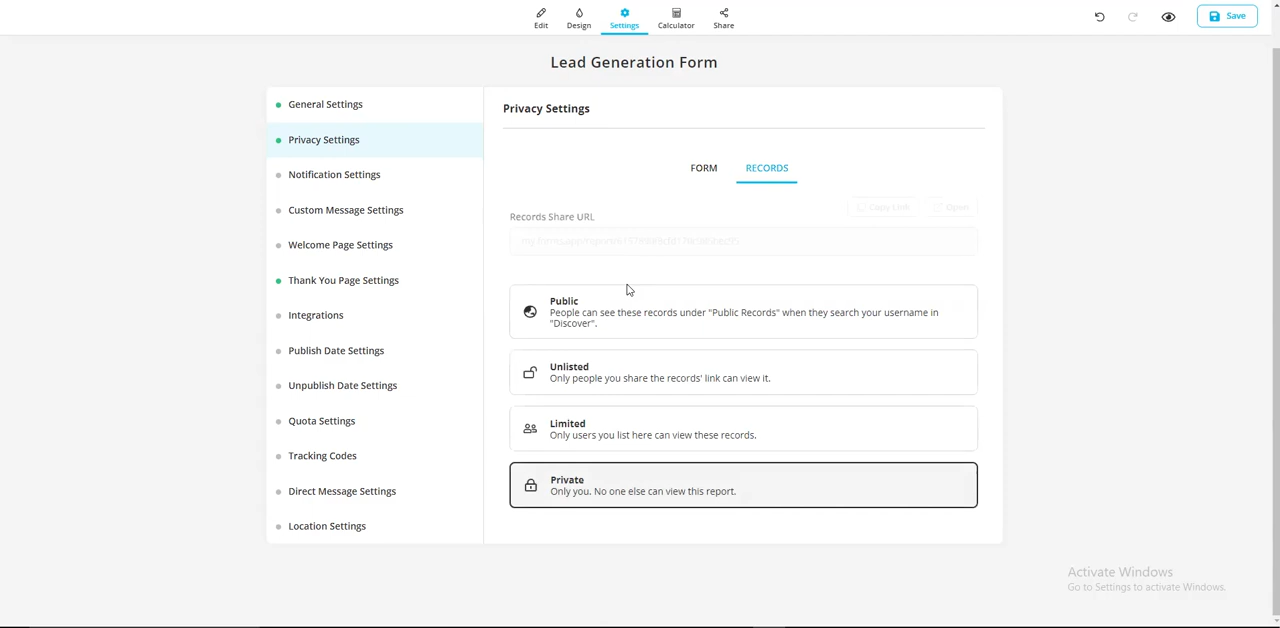 Edit
Design
Settings
Calculator
Share
Save
Lead Generation Form
General Settings
Privacy Settings
Notification Settings
Custom Message Settings
Welcome Page Settings
Thank You Page Settings
Integrations
Publish Date Settings
Unpublish Date Settings
Quota Settings
Tracking Codes
Direct Message Settings
Location Settings
Privacy Settings
FORM
RECORDS
Copy Link
Open
Records Share URL
Public
People can see these records under "Public Records" when they search your username in
"Discover".
Unlisted
Only people you share the records' link can view it.
Limited
Only users you list here can view these records.
Private
Only you. No one else can view this report.
Activate Windows
Go to Settings to activate Windows.